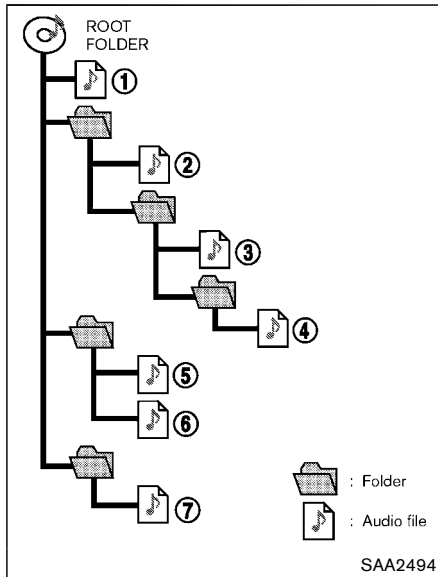 ROOT
FOLDER
1
2
3
4
5
6
7
: Folder
: Audio file
SAA2494